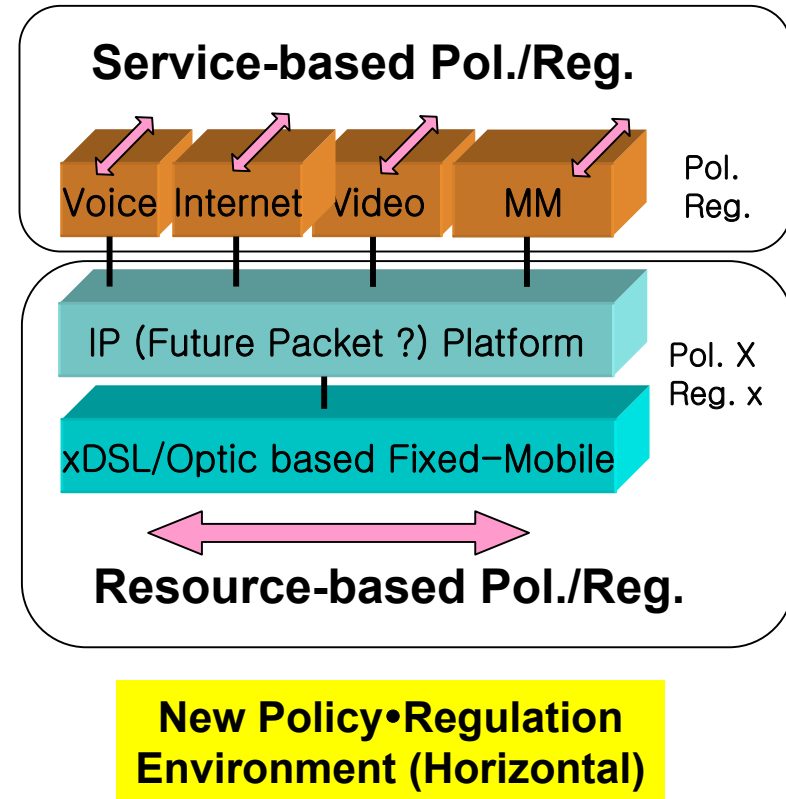 Service-based Pol./Reg.
Voice Internet Video MM
Pol.
Reg.
IP (Future Packet ?) Platform
Pol. X
Reg. x
xDSL/Optic based Fixed-Mobile
Resource-based Pol./Reg.
New Policy•Regulation
Environment (Horizontal)